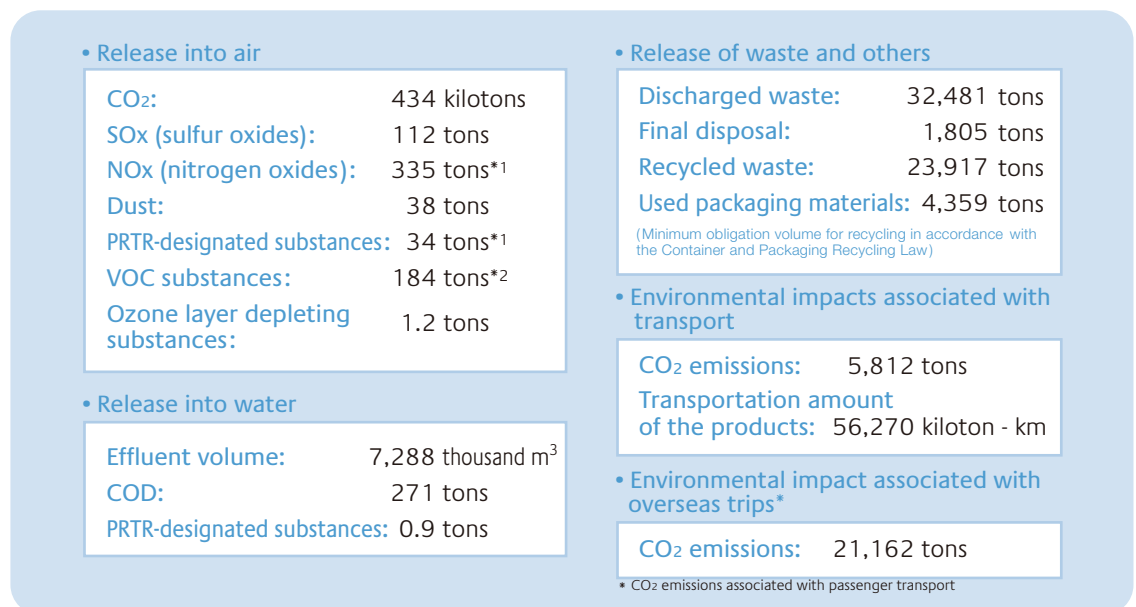 • Release into air
CO2: 434 kilotons
SOx (sulfur oxides): 112 tons
NOx (nitrogen oxides): 335 tons*1
Dust: 38 tons
PRTR-designated substances: 34 tons*1
VOC substances: 184 tons*2
Ozone layer depleting
substances: 1.2 tons
• Release into water
Effluent volume: 7,288 thousand m3
COD: 271 tons
PRTR-designated substances: 0.9 tons
• Release of waste and others
Discharged waste: 32,481 tons
Final disposal: 1,805 tons
Recycled waste: 23,917 tons
Used packaging materials: 4,359 tons
(Minimum obligation volume for recycling in accordance with
the Container and Packaging Recycling Law)
• Environmental impacts associated with
transport
CO2 emissions: 5,812 tons
Transportation amount
of the products: 56,270 kiloton - km
• Environmental impact associated with
overseas trips*
CO2 emissions: 21,162 tons
* CO2 emissions associated with passenger transport